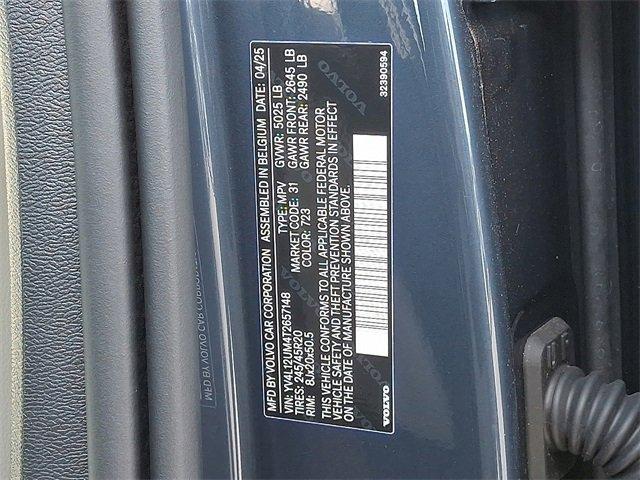 MFD BY VOLVO CAR CORPORATION ASSEMBLED IN BELGIUM DATE: 04/25
VIN: YV4L12UM4T2657148 TYPE: MPV GVWR: 5025 LB
TIRES: 245/45R20 MARKET CODE: 31 GAWR FRONT: 2645 LB
RIM: 8Jx20x50.5 COLOR: 723 GAWR REAR: 2490 LB
THIS VEHICLE CONFORMS TO ALL APPLICABLE FEDERAL MOTOR
VEHICLE SAFETY AND THEFT PREVENTION STANDARDS IN EFFECT
ON THE DATE OF MANUFACTURE SHOWN ABOVE.
VOLVO 32390594